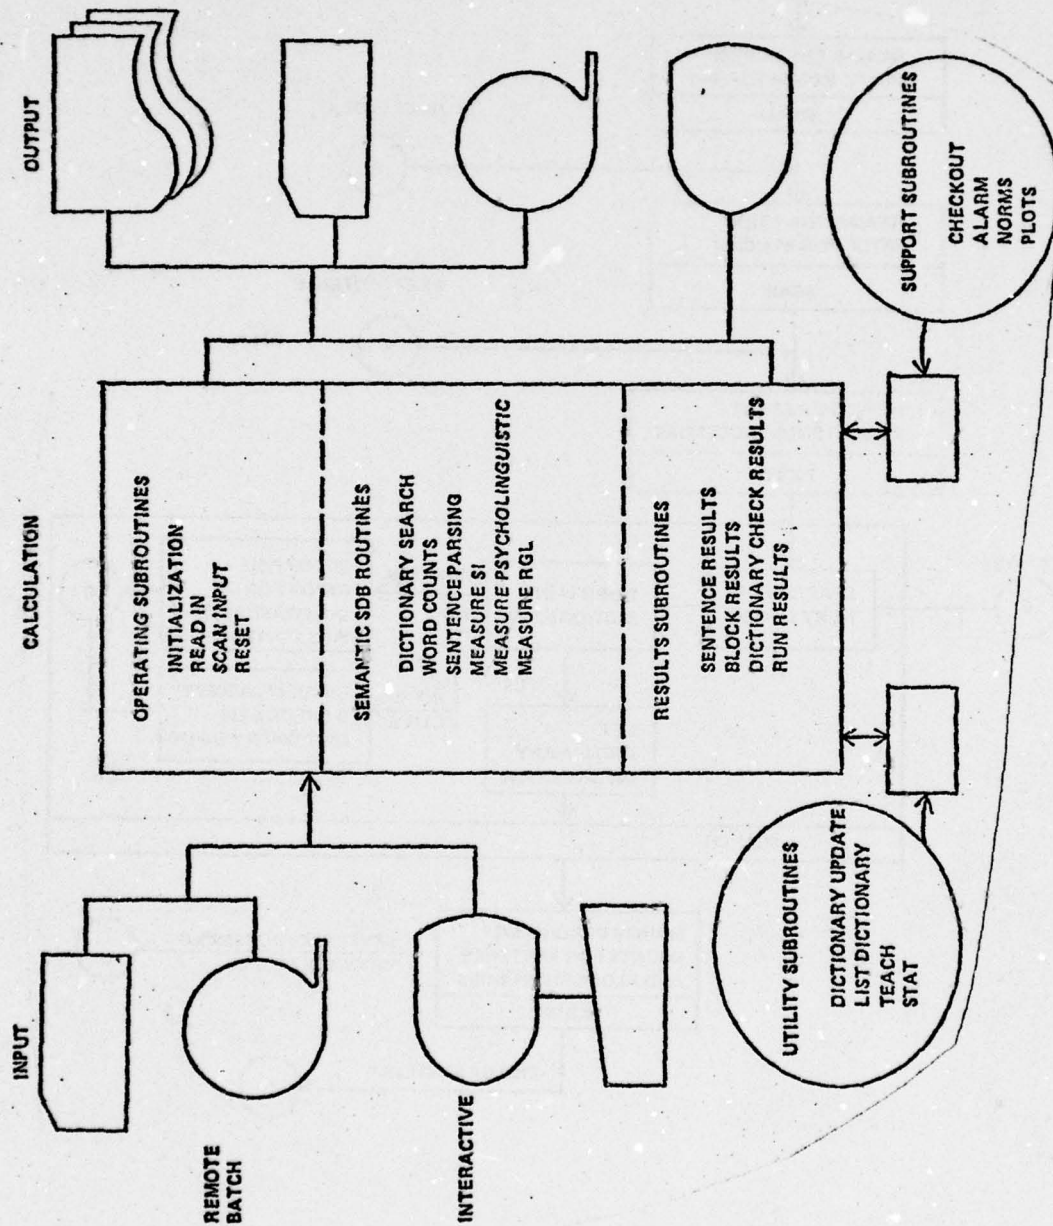 INPUT
CALCULATION
OUTPUT
REMOTE
BATCH
INTERACTIVE
OPERATING SUBROUTINES
INITIALIZATION
READ IN
SCAN INPUT
RESET
SEMANTIC SDB ROUTINES
DICTIONARY SEARCH
WORD COUNTS
SENTENCE PARSING
MEASURE SI
MEASURE PSYCHOLINGUISTIC
MEASURE RGL
RESULTS SUBROUTINES
SENTENCE RESULTS
BLOCK RESULTS
DICTIONARY CHECK RESULTS
RUN RESULTS
UTILITY SUBROUTINES
DICTIONARY UPDATE
LIST DICTIONARY
TEACH
STAT
SUPPORT SUBROUTINES
CHECKOUT
ALARM
NORMS
PLOTS